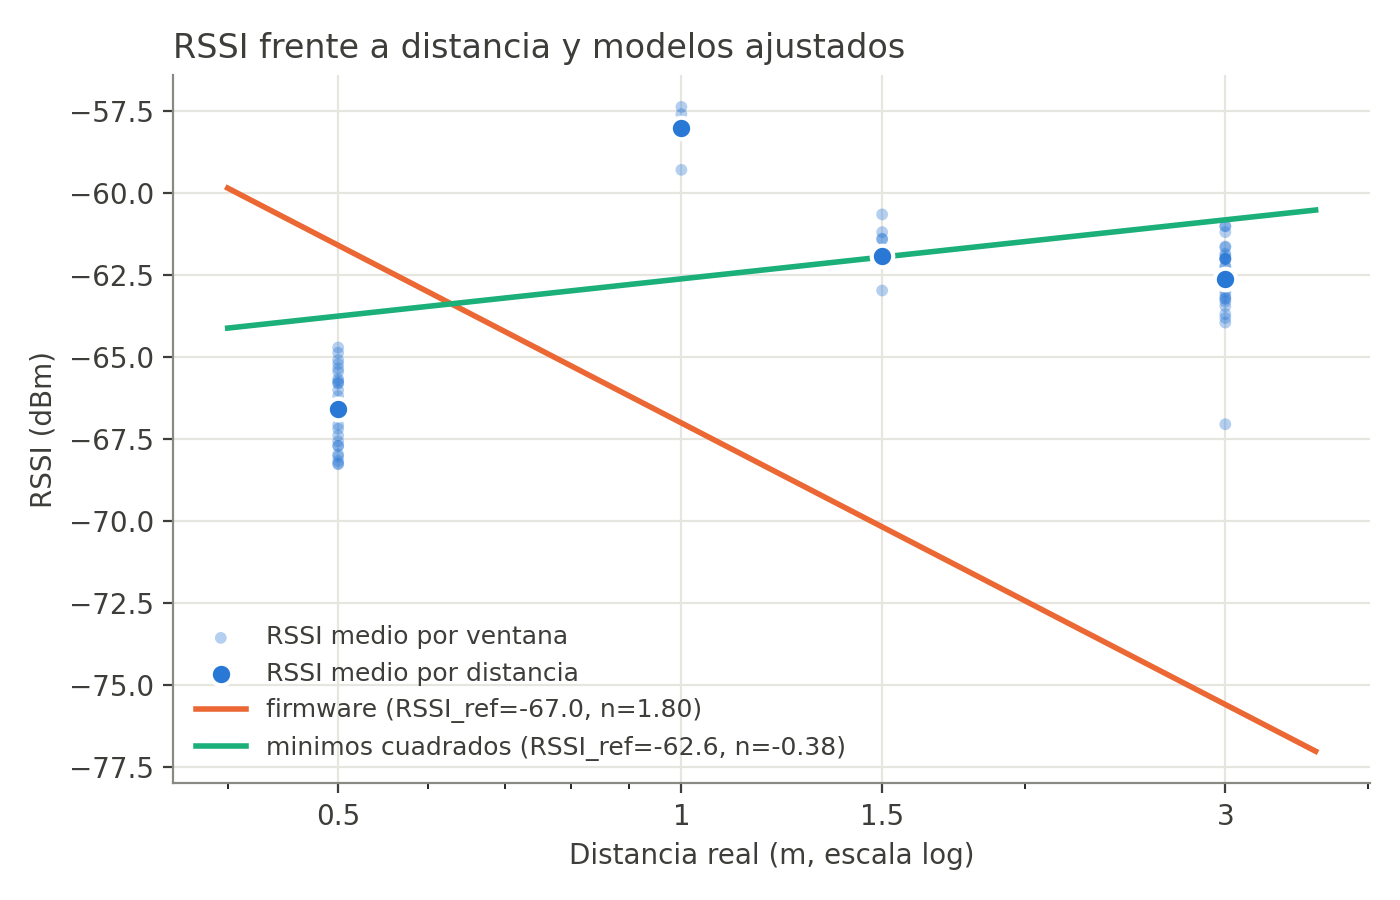 RSSI frente a distancia y modelos ajustados
−57.5
−60.0
−62.5
−65.0
−67.5
−70.0
−72.5
−75.0
−77.5
RSSI (dBm)
RSSI medio por ventana
RSSI medio por distancia
firmware (RSSI_ref=-67.0, n=1.80)
minimos cuadrados (RSSI_ref=-62.6, n=-0.38)
0.5
1
1.5
3
Distancia real (m, escala log)